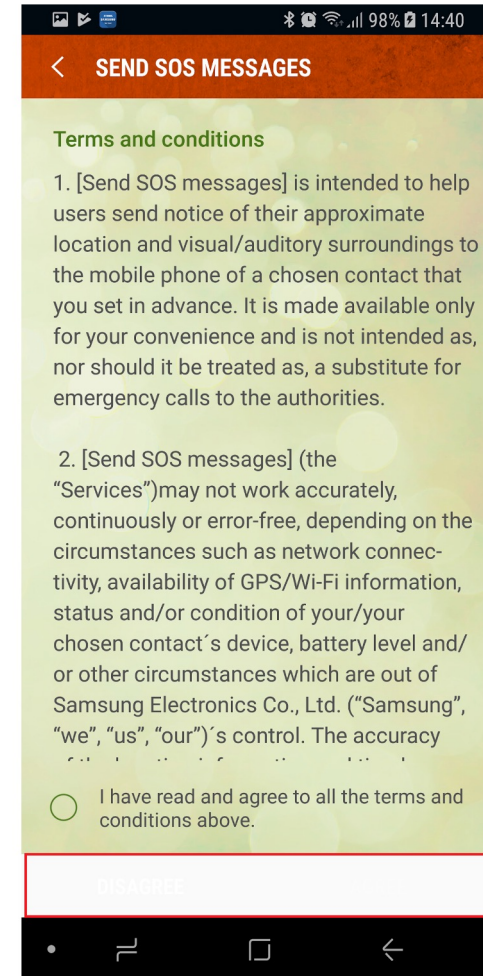 98% 14:40
SEND SOS MESSAGES
Terms and conditions
1. [Send SOS messages] is intended to help
users send notice of their approximate
location and visual/auditory surroundings to
the mobile phone of a chosen contact that
you set in advance. It is made available only
for your convenience and is not intended as,
nor should it be treated as, a substitute for
emergency calls to the authorities.
2. [Send SOS messages] (the
“Services”)may not work accurately,
continuously or error-free, depending on the
circumstances such as network connec-
tivity, availability of GPS/Wi-Fi information,
status and/or condition of your/your
chosen contact´s device, battery level and/
or other circumstances which are out of
Samsung Electronics Co., Ltd. (“Samsung”,
“we”, “us”, “our”)´s control. The accuracy
I have read and agree to all the terms and
conditions above.
DISAGREE